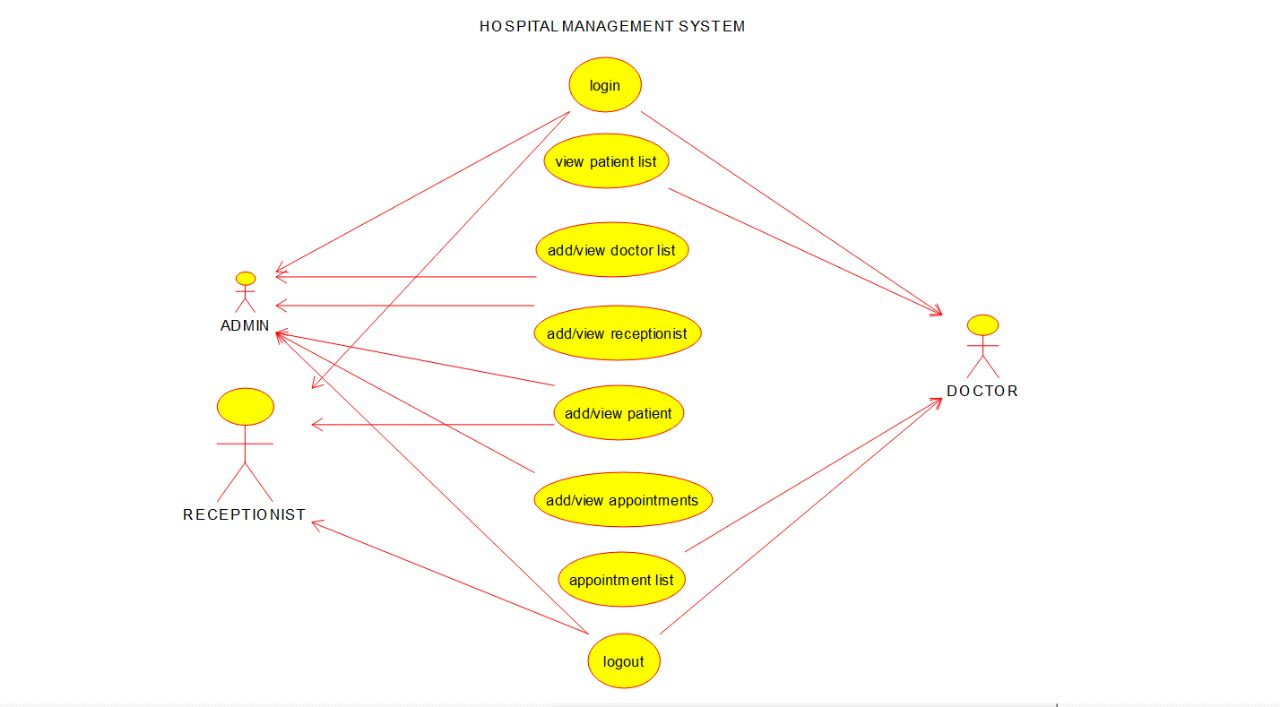 HOSPITAL MANAGEMENT SYSTEM
login
view patient list
add/view doctor list
ADMIN
add/view receptionist
DOCTOR
add/view patient
RECEPTIONIST
add/view appointments
appointment list
logout